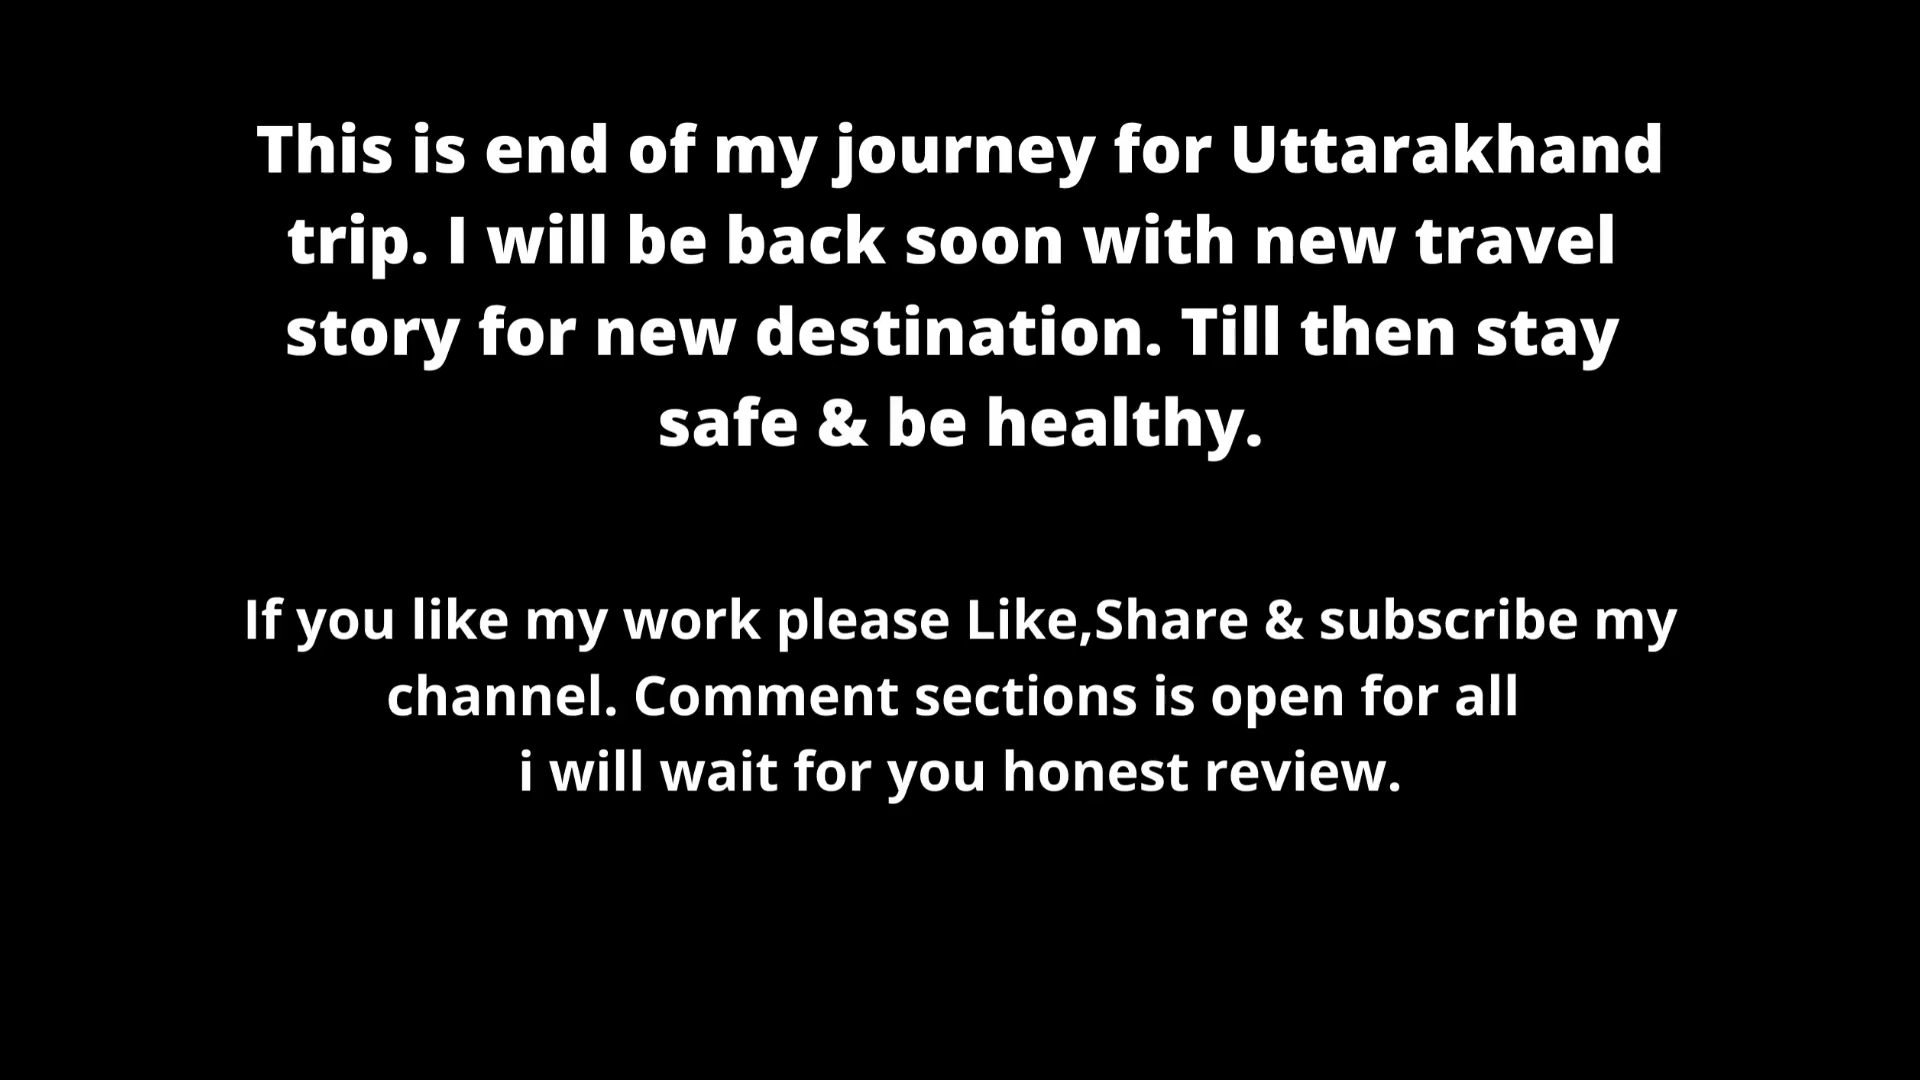 This is end of my journey for Uttarakhand
trip. I will be back soon with new travel
story for new destination. Till then stay
safe & be healthy.
If you like my work please Like,Share & subscribe my
channel. Comment sections is open for all
i will wait for you honest review.